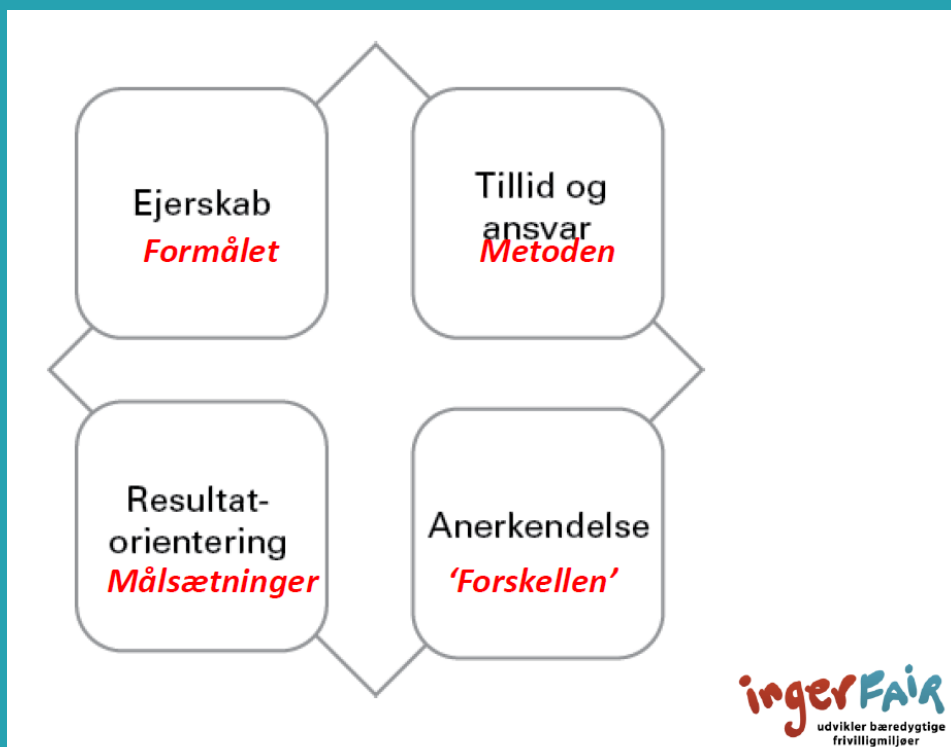 Ejerskab
Formålet
Tillid og
ansvar
Metoden
Resultat-
orientering
Målsætninger
Anerkendelse
‘Forskellen’
ingerFAIR
udvikler bæredygtige
frivilligmiljøer